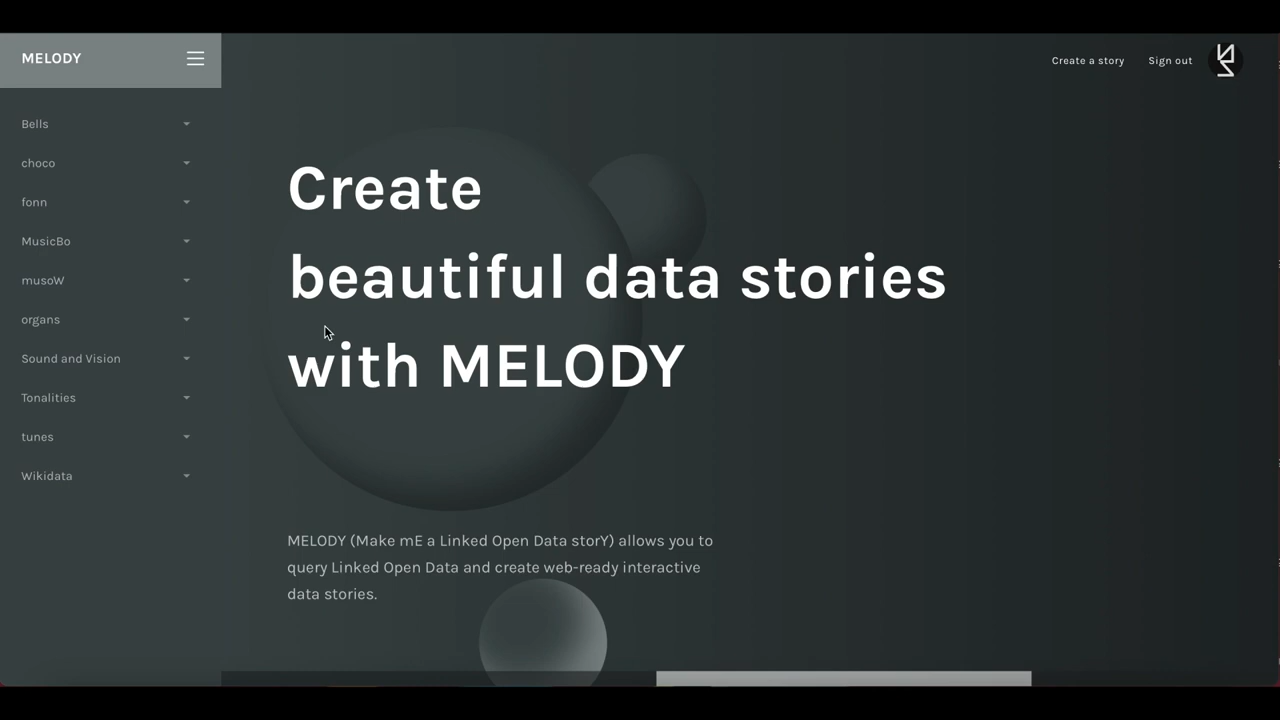 MELODY
Create a story
Sign out
Bells
choco
fonn
MusicBo
musoW
organs
Sound and Vision
Tonalities
tunes
Wikidata
Create
beautiful data stories
with MELODY
MELODY (Make mE a Linked Open Data storY) allows you to
query Linked Open Data and create web-ready interactive
data stories.